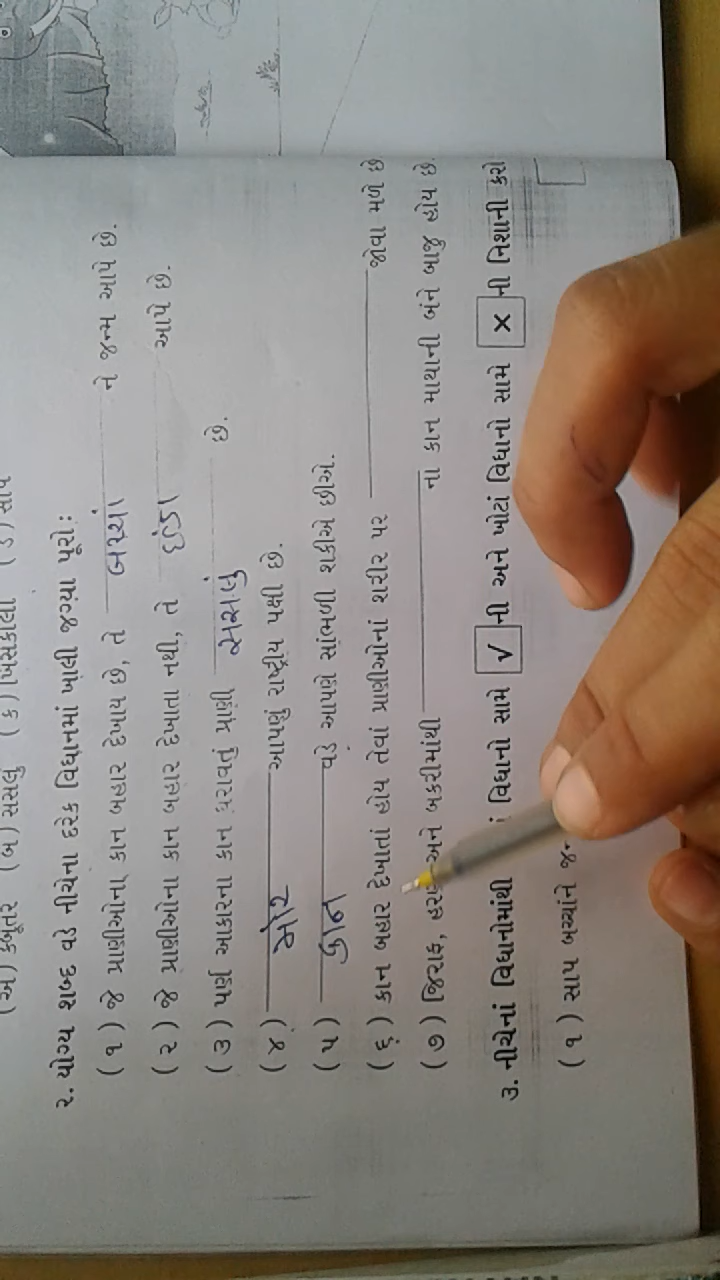 (અ) કબૂતર (બ) સસલું (ક) ખિસકોલી (ડ) સાપ
૨. યોગ્ય શબ્દ વડે નીચેના દરેક વિધાનમાં ખાલી જગ્યા પૂરો:
(૧) જે પ્રાણીઓના કાન બહાર દેખાય છે, તે બચ્ચાં ને જન્મ આપે છે.
(૨) જે પ્રાણીઓના કાન બહાર દેખાતા નથી, તે ઇંડા આપે છે.
(૩) પર્ણ આકારના કાન ધરાવતું પ્રાણી સસલું છે.
(૪) મોર આપણું રાષ્ટ્રીય પક્ષી છે.
(૫) કાન વડે આપણે સાંભળી શકીએ છીએ.
(૬) કાન બહાર દેખાતાં હોય તેવાં પ્રાણીઓનાં શરીર પર જોવા મળે છે
(૭) જિરાફ, અને બકરીમાંથી ના કાન માથાની બંને બાજુ હોય છે.
૩. નીચેનાં વિધાનોમાંથી વિધાનો સામે √ ની અને ખોટાં વિધાનો સામે × ની નિશાની કરો
(૧) સાપ બચ્ચાંને